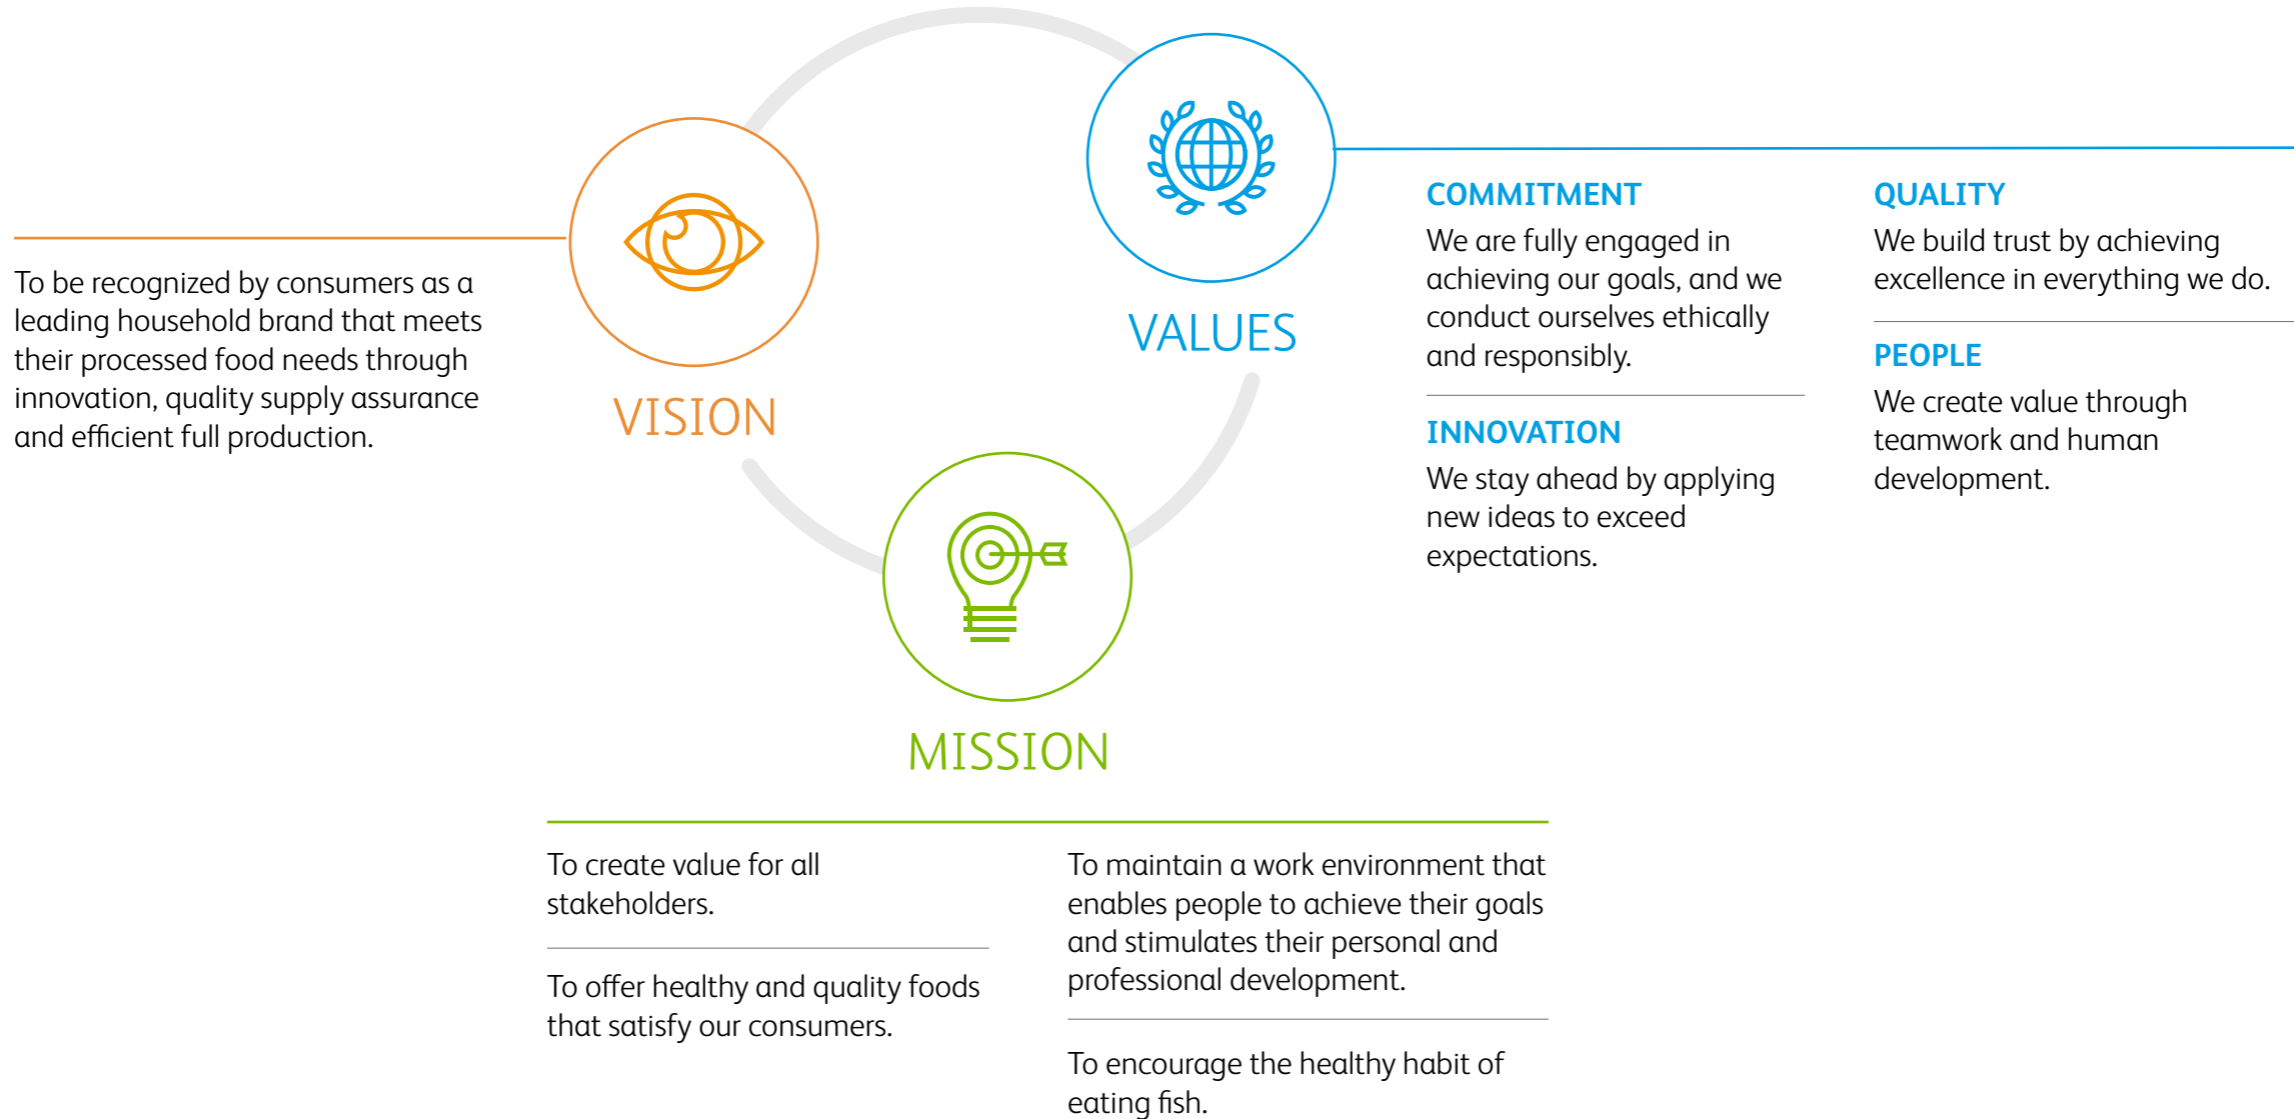 VISION
To be recognized by consumers as a
leading household brand that meets
their processed food needs through
innovation, quality supply assurance
and efficient full production.
VALUES
COMMITMENT
We are fully engaged in
achieving our goals, and we
conduct ourselves ethically
and responsibly.
INNOVATION
We stay ahead by applying
new ideas to exceed
expectations.
QUALITY
We build trust by achieving
excellence in everything we do.
PEOPLE
We create value through
teamwork and human
development.
MISSION
To create value for all
stakeholders.
To offer healthy and quality foods
that satisfy our consumers.
To maintain a work environment that
enables people to achieve their goals
and stimulates their personal and
professional development.
To encourage the healthy habit of
eating fish.